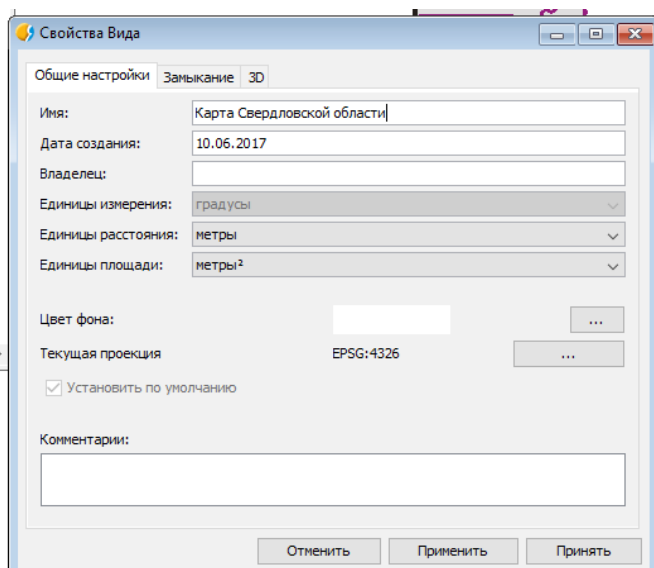 Свойства Вида
Общие настройки Замыкание 3D
Имя: Карта Свердловской области
Дата создания: 10.06.2017
Владелец:
Единицы измерения: градусы
Единицы расстояния: метры
Единицы площади: метры²
Цвет фона: ...
Текущая проекция EPSG:4326 ...
Установить по умолчанию
Комментарии:
Отменить Применить Принять